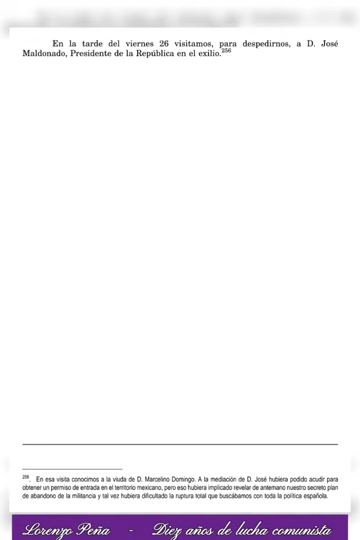 En la tarde del viernes 26 visitamos, para despedirnos, a D. José
Maldonado, Presidente de la República en el exilio.256
256. En esa visita conocimos a la viuda de D. Marcelino Domingo. A la mediación de D. José hubiera podido acudir para
obtener un permiso de entrada en el territorio mexicano, pero eso hubiera implicado revelar de antemano nuestro secreto plan
de abandono de la militancia y tal vez hubiera dificultado la ruptura total que buscábamos con toda la política española.
Lorenzo Peña - Diez años de lucha comunista